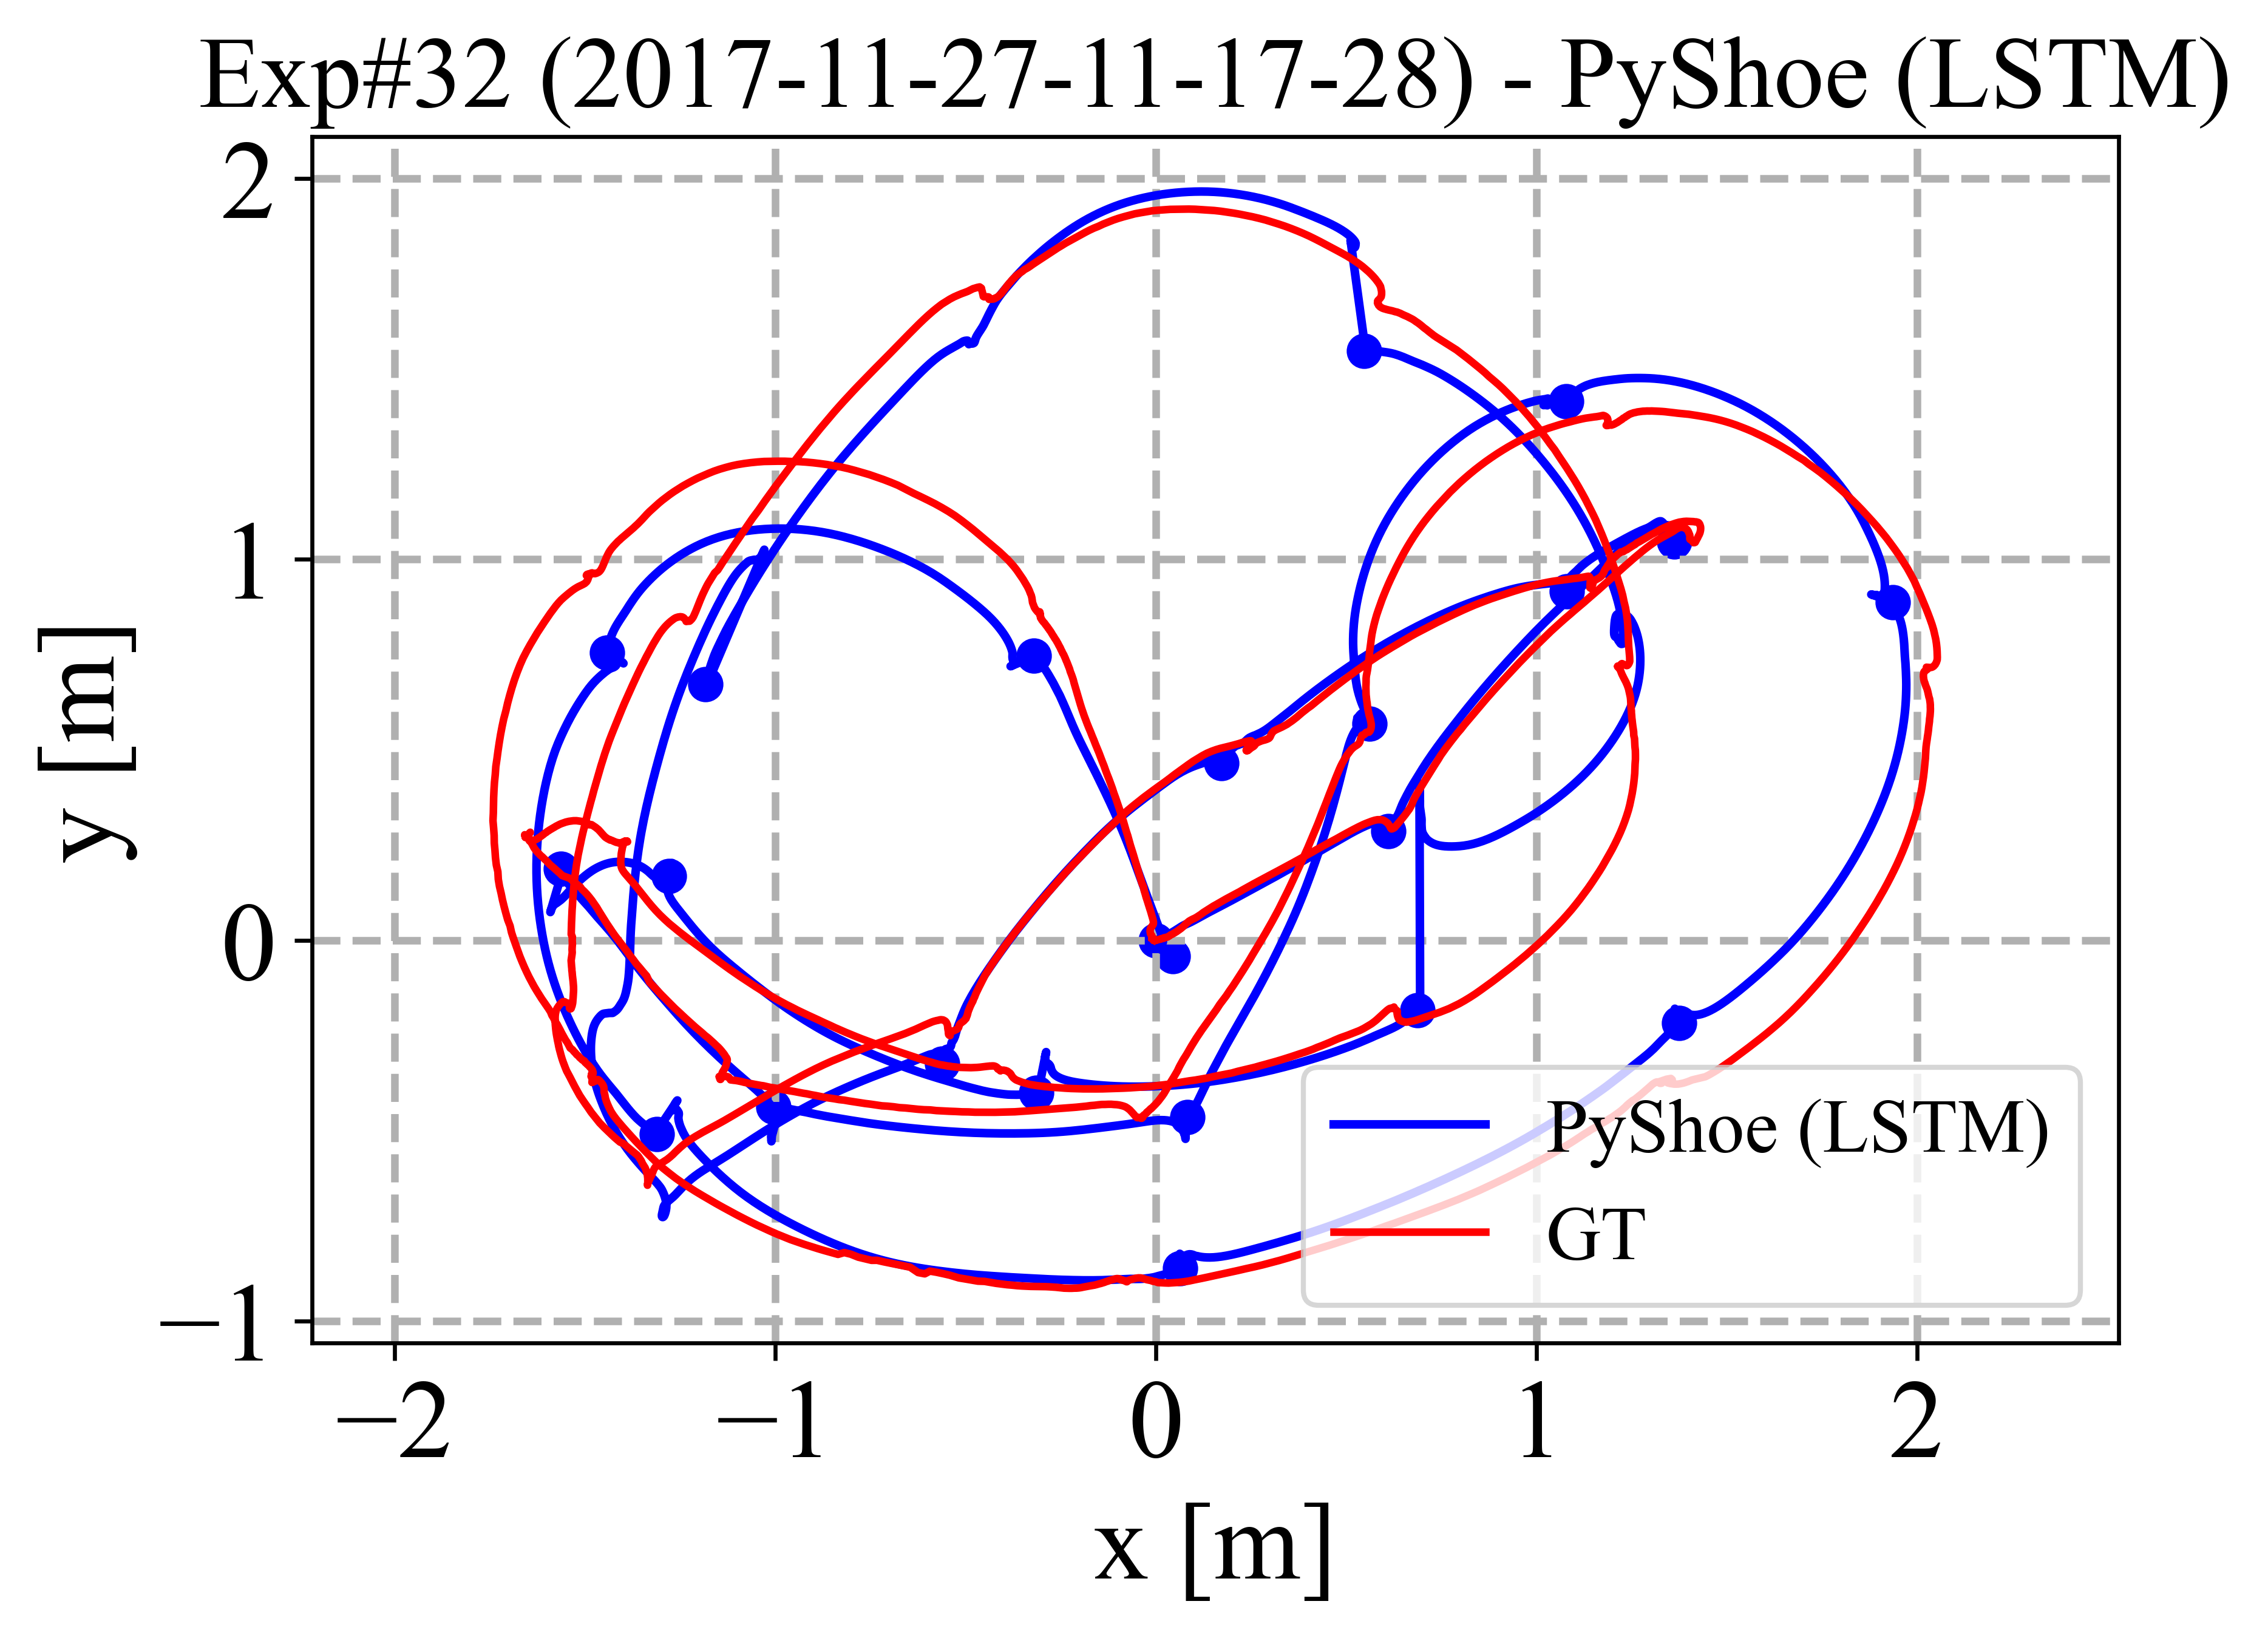 Exp#32 (2017-11-27-11-17-28) - PyShoe (LSTM)
2
1
0
−1
y [m]
−2
−1
0
1
2
x [m]
PyShoe (LSTM)
GT